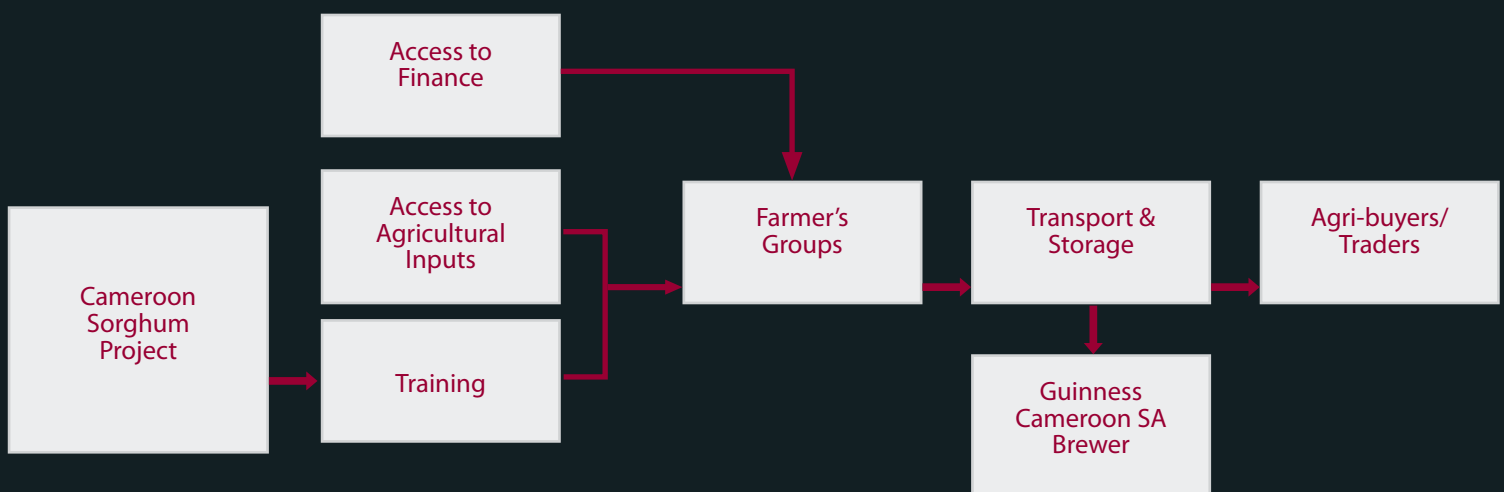 Access to
Finance
Access to
Agricultural
Inputs
Cameroon
Sorghum
Project
Training
Farmer’s
Groups
Transport &
Storage
Agri-buyers/
Traders
Guinness
Cameroon SA
Brewer